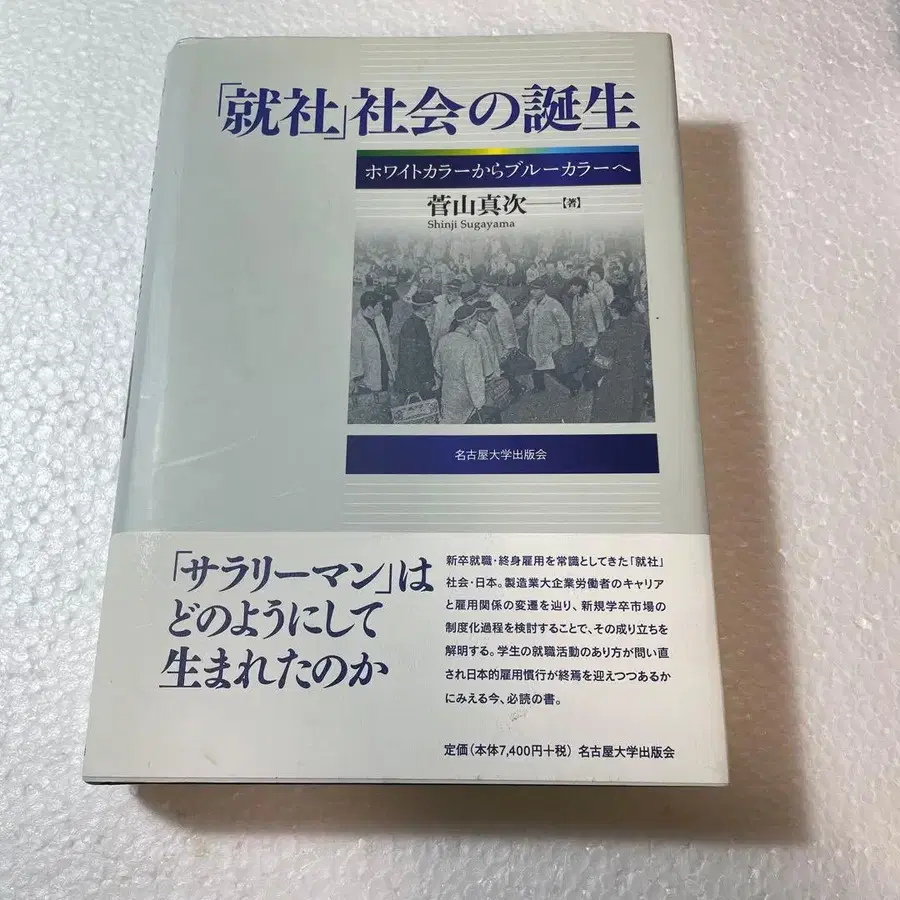 「就社」社会の誕生
ホワイトカラーからブルーカラーへ
菅山真次―【著】
Shinji Sugayama
名古屋大学出版会
「サラリーマン」は
どのようにして
生まれたのか
新卒就職・終身雇用を常識としてきた「就社」
社会・日本。製造業大企業労働者のキャリア
と雇用関係の変遷を辿り、新規学卒市場の
制度化過程を検討することで、その成り立ちを
解明する。学生の就職活動のあり方が問い直
され日本的雇用慣行が終焉を迎えつつあるか
にみえる今、必読の書。
定価(本体7,400円+税) 名古屋大学出版会